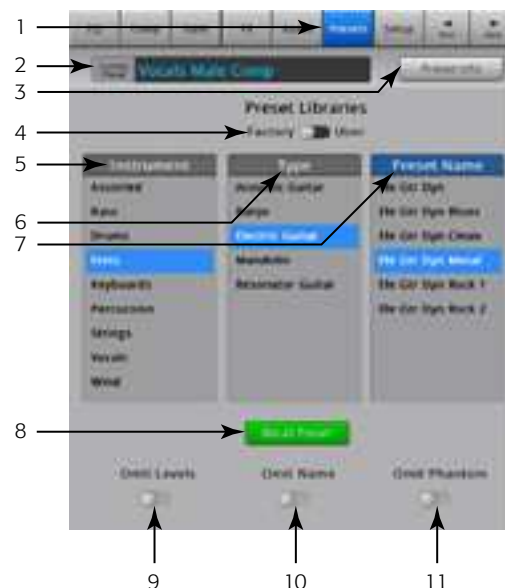 1
Presets
Setup
2
Vocals Male Comp
3
Preset Libraries
4 Factory User
5 Instrument Type Preset Name
Assorted Acoustic Guitar Ele Gtr Dyn
Bass Banjo Ele Gtr Dyn Blues
6
Drums Electric Guitar Ele Gtr Dyn Clean
7
Mandolin Ele Gtr Dyn Metal
Keyboards Resonator Guitar Ele Gtr Dyn Rock 1
Percussion Ele Gtr Dyn Rock 2
Strings
Vocals
Wind
8 Recall Preset
Omit Levels Omit Name Omit Phantom
9 10 11